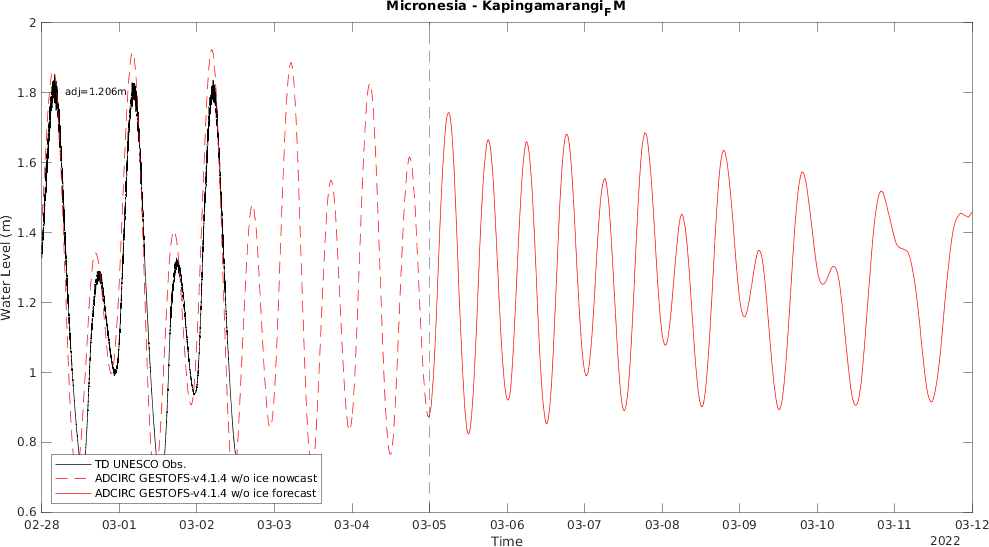 Micronesia - KapingamarangiFM
2
1.8
1.6
1.4
1.2
1
0.8
0.6
Water Level (m)
adj=1.206m
TD UNESCO Obs.
ADCIRC GESTOFS-v4.1.4 w/o ice nowcast
ADCIRC GESTOFS-v4.1.4 w/o ice forecast
02-28 03-01 03-02 03-03 03-04 03-05 03-06 03-07 03-08 03-09 03-10 03-11 03-12
Time
2022